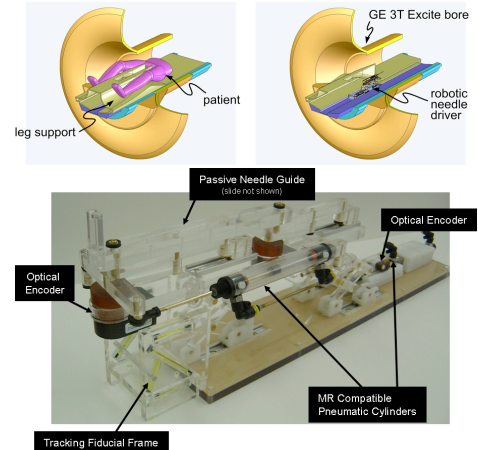 GE 3T Excite bore
patient
leg support
robotic
needle
driver
Passive Needle Guide
(slide not shown)
Optical Encoder
Optical
Encoder
MR Compatible
Pneumatic Cylinders
Tracking Fiducial Frame